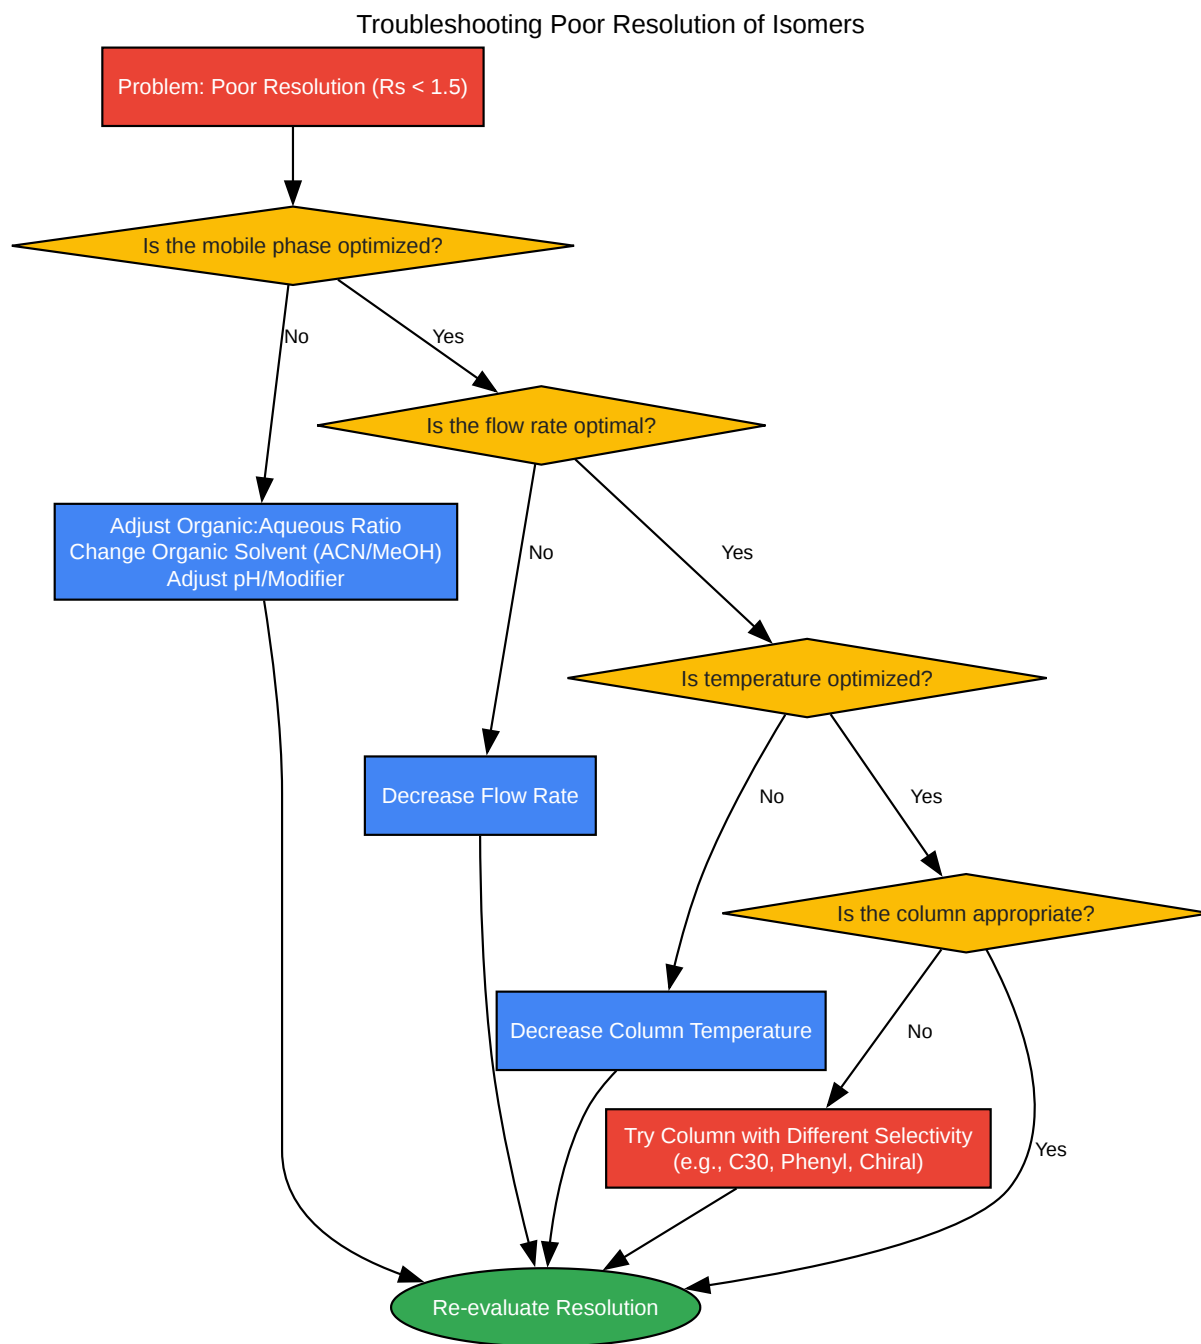 Troubleshooting Poor Resolution of Isomers
Problem: Poor Resolution (Rs < 1.5)
Is the mobile phase optimized?
No
Yes
Is the flow rate optimal?
Adjust Organic:Aqueous Ratio
Change Organic Solvent (ACN/MeOH)
Adjust pH/Modifier
No
Yes
Is temperature optimized?
Decrease Flow Rate
No
Yes
Is the column appropriate?
Decrease Column Temperature
No
Try Column with Different Selectivity
(e.g., C30, Phenyl, Chiral)
Yes
Re-evaluate Resolution